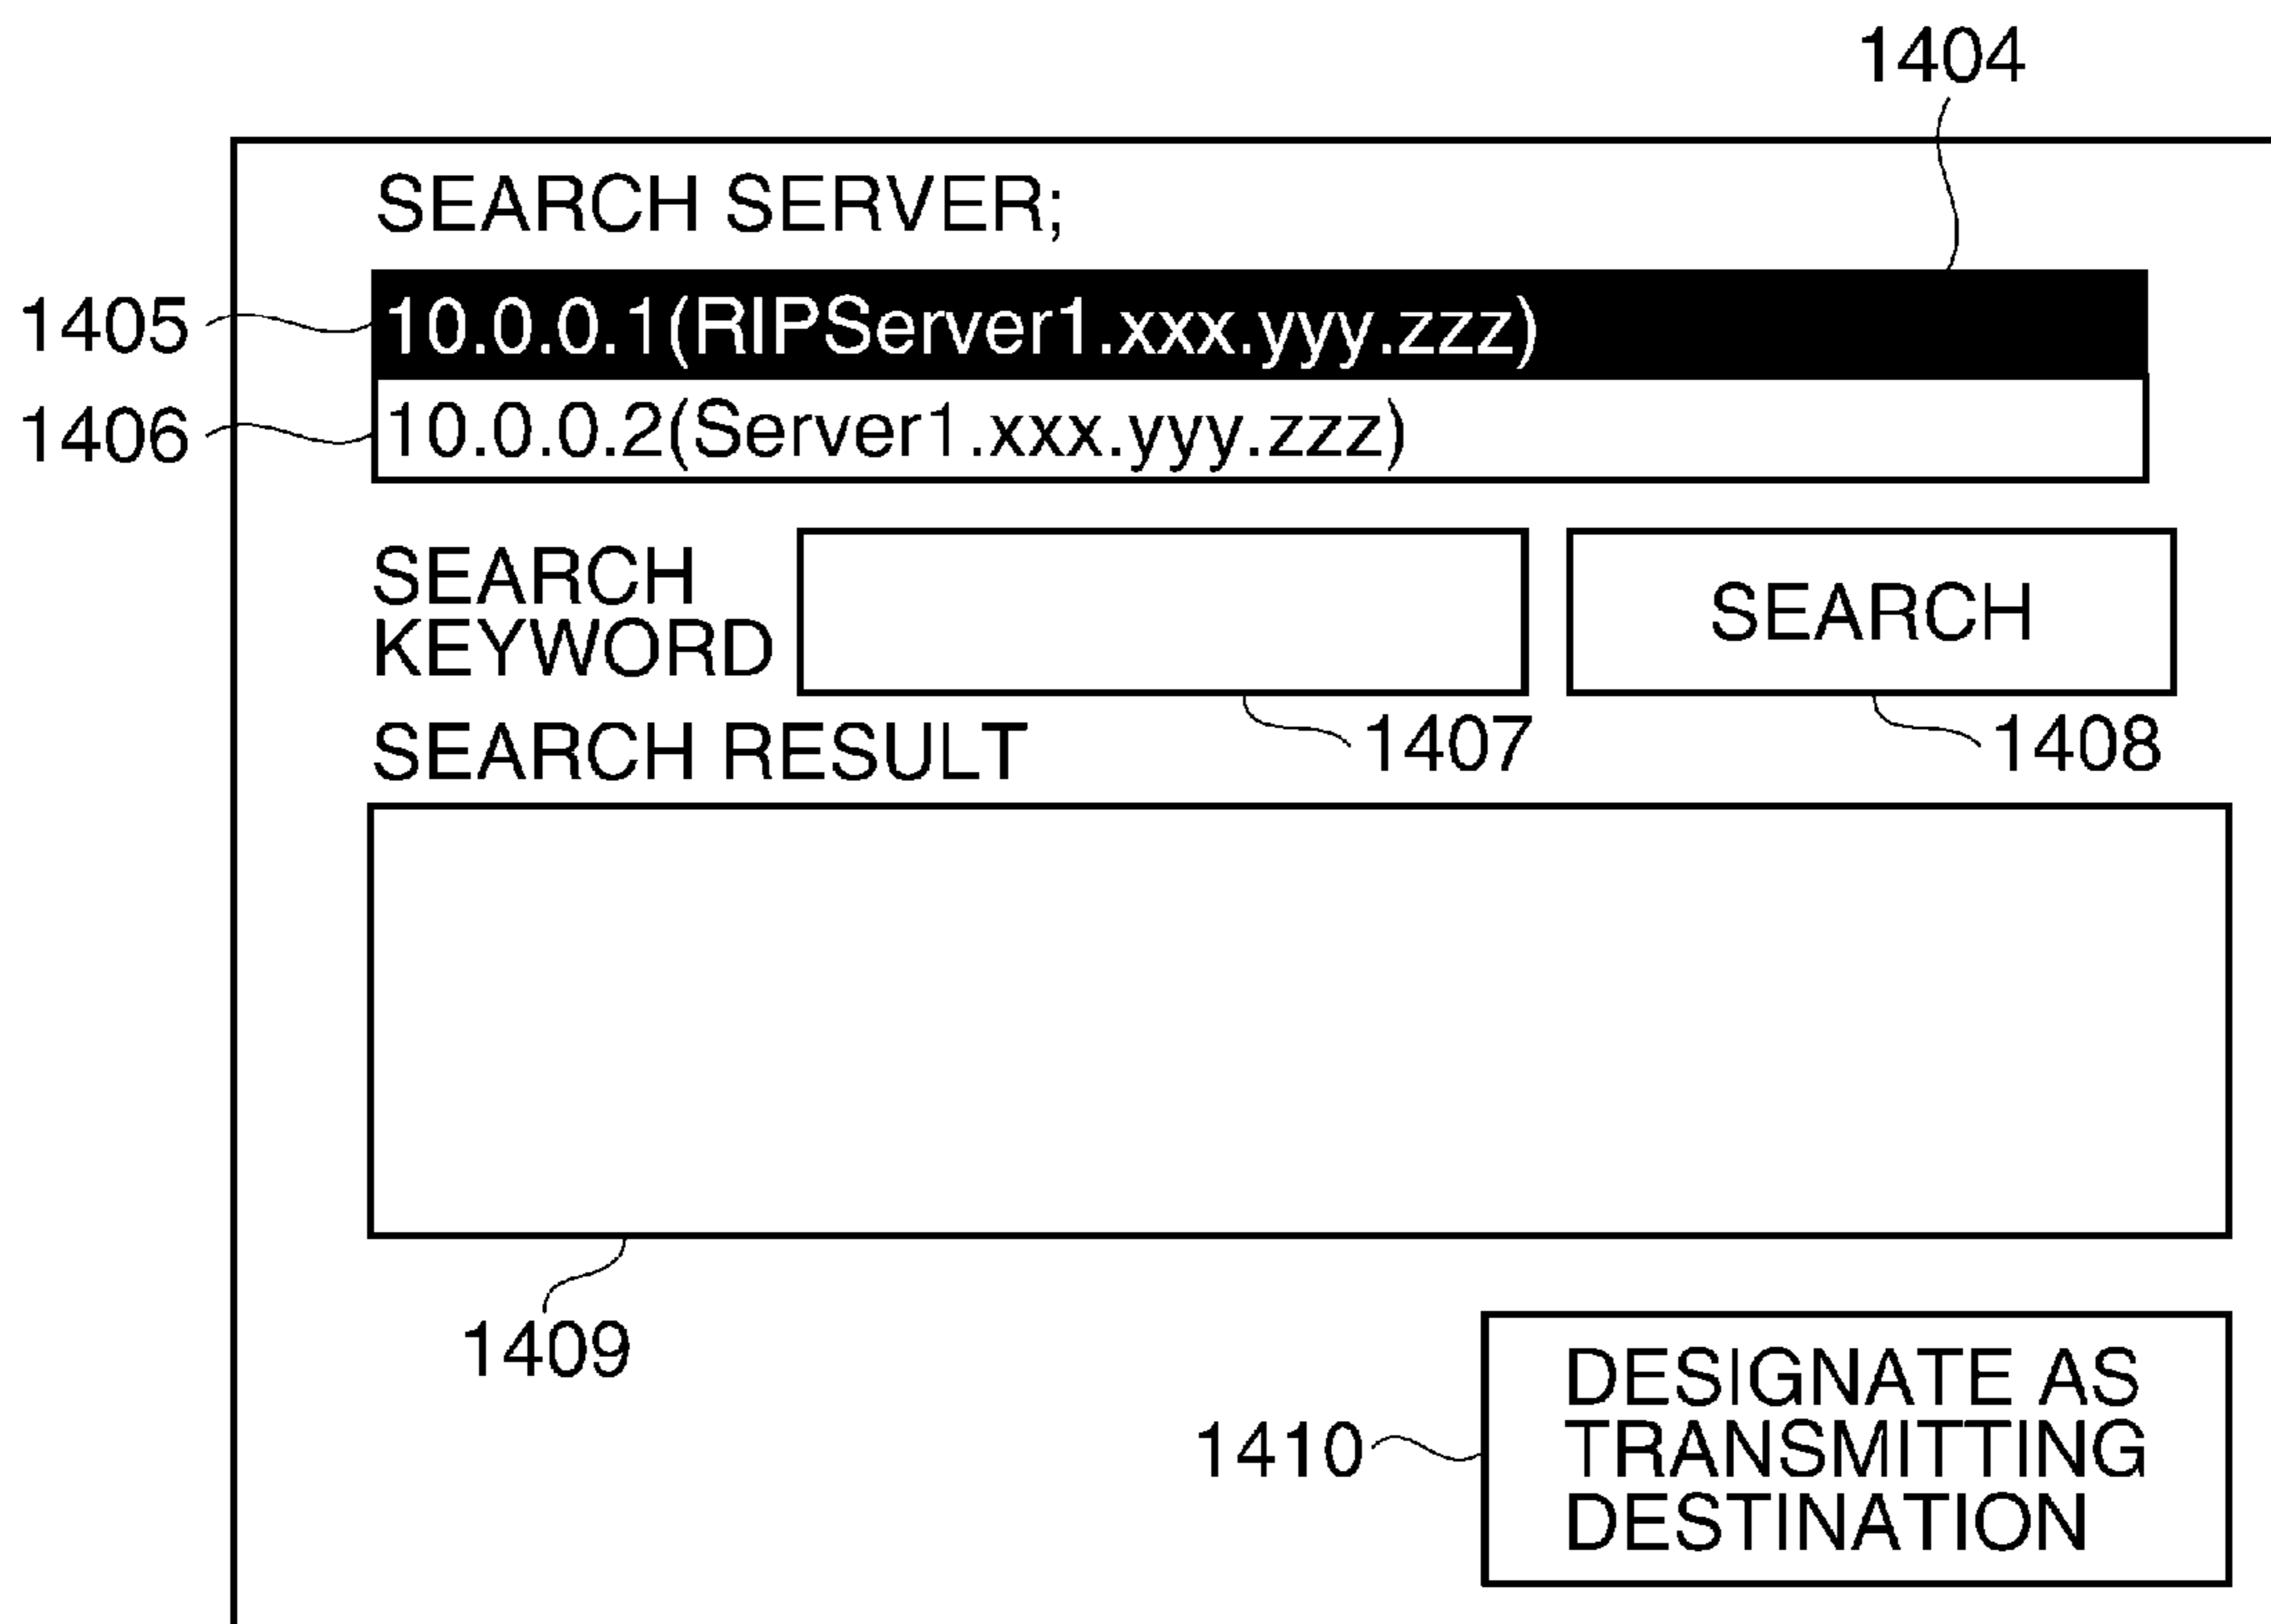 1404
SEARCH SERVER;
1405
10.0.0.1(RIPServer1.xxx.yyy.zzz)
1406
10.0.0.2(Server1.xxx.yyy.zzz)
SEARCH
KEYWORD
SEARCH
1407
1408
SEARCH RESULT
1409
1410
DESIGNATE AS
TRANSMITTING
DESTINATION